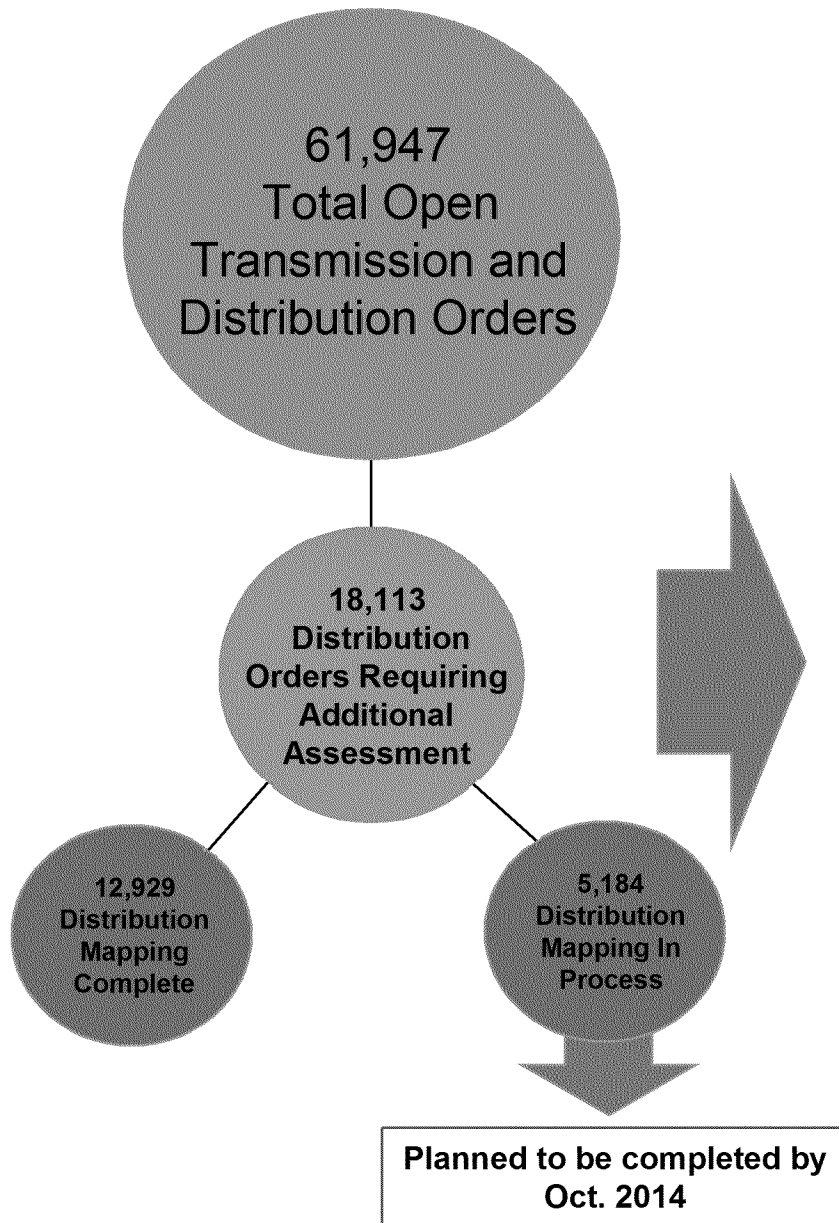 61,947
Total Open
Transmission and
Distribution Orders
18,113
Distribution
Orders Requiring
Additional
Assessment
12,929
Distribution
Mapping
Complete
5,184
Distribution
Mapping In
Process
Planned to be completed by
Oct. 2014